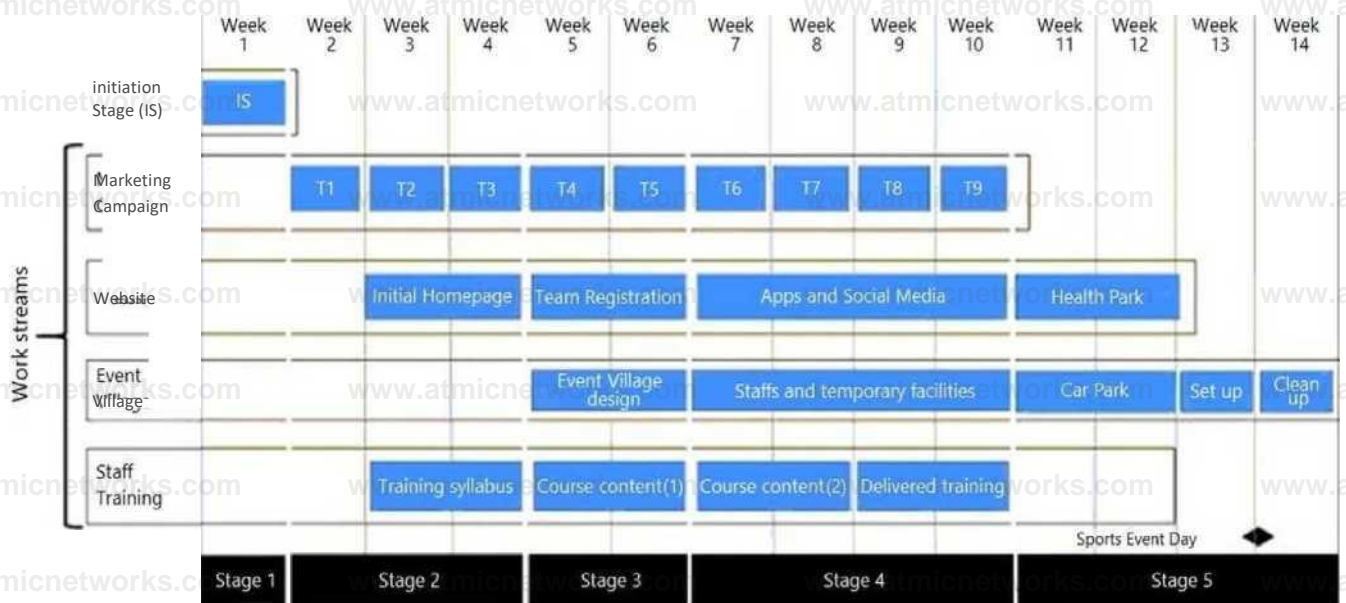 Week 1 Week 2 Week 3 Week 4 Week 5 Week 6 Week 7 Week 8 Week 9 Week 10 Week 11 Week 12 Week 13 Week 14
initiation
Stage (IS)
IS
Work streams
Marketing
Campaign
T1 T2 T3 T4 T5 T6 T7 T8 T9
Website
Initial Homepage Team Registration Apps and Social Media Health Park
Event
Village
Event Village
design
Staffs and temporary facilities Car Park Set up
Clean
up
Staff
Training
Training syllabus Course content(1) Course content(2) Delivered training
Sports Event Day
Stage 1 Stage 2 Stage 3 Stage 4 Stage 5
www.atmicnetworks.com